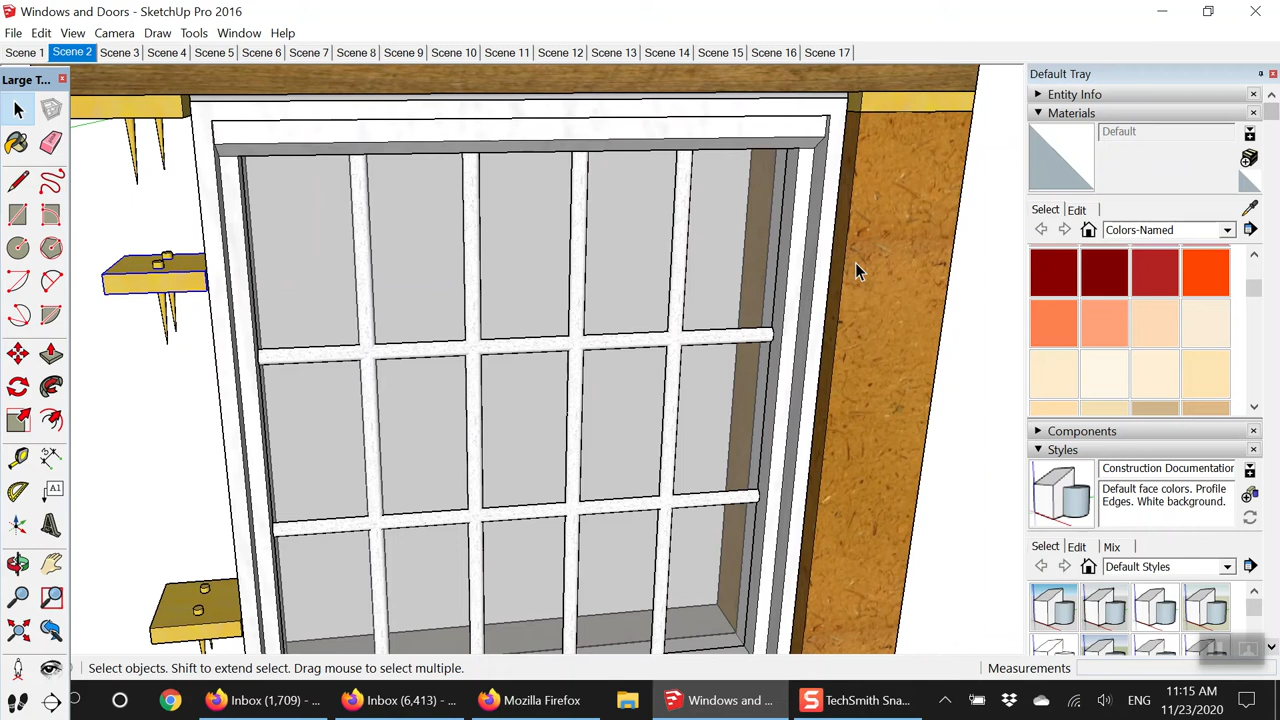 Windows and Doors - SketchUp Pro 2016
File Edit View Camera Draw Tools Window Help
Scene 1 Scene 2 Scene 3 Scene 4 Scene 5 Scene 6 Scene 7 Scene 8 Scene 9 Scene 10 Scene 11 Scene 12 Scene 13 Scene 14 Scene 15 Scene 16 Scene 17
Large T...
Default Tray
Entity Info
Materials
Default
Select Edit
Colors-Named
Components
Styles
Construction Documentation
Default face colors. Profile
Edges. White background.
Select Edit Mix
Default Styles
A1
Select objects. Shift to extend select. Drag mouse to select multiple.
Measurements
Inbox (1,709) - ...
Inbox (6,413) - ...
Mozilla Firefox
Windows and ...
TechSmith Sna...
ENG
11:15 AM
11/23/2020